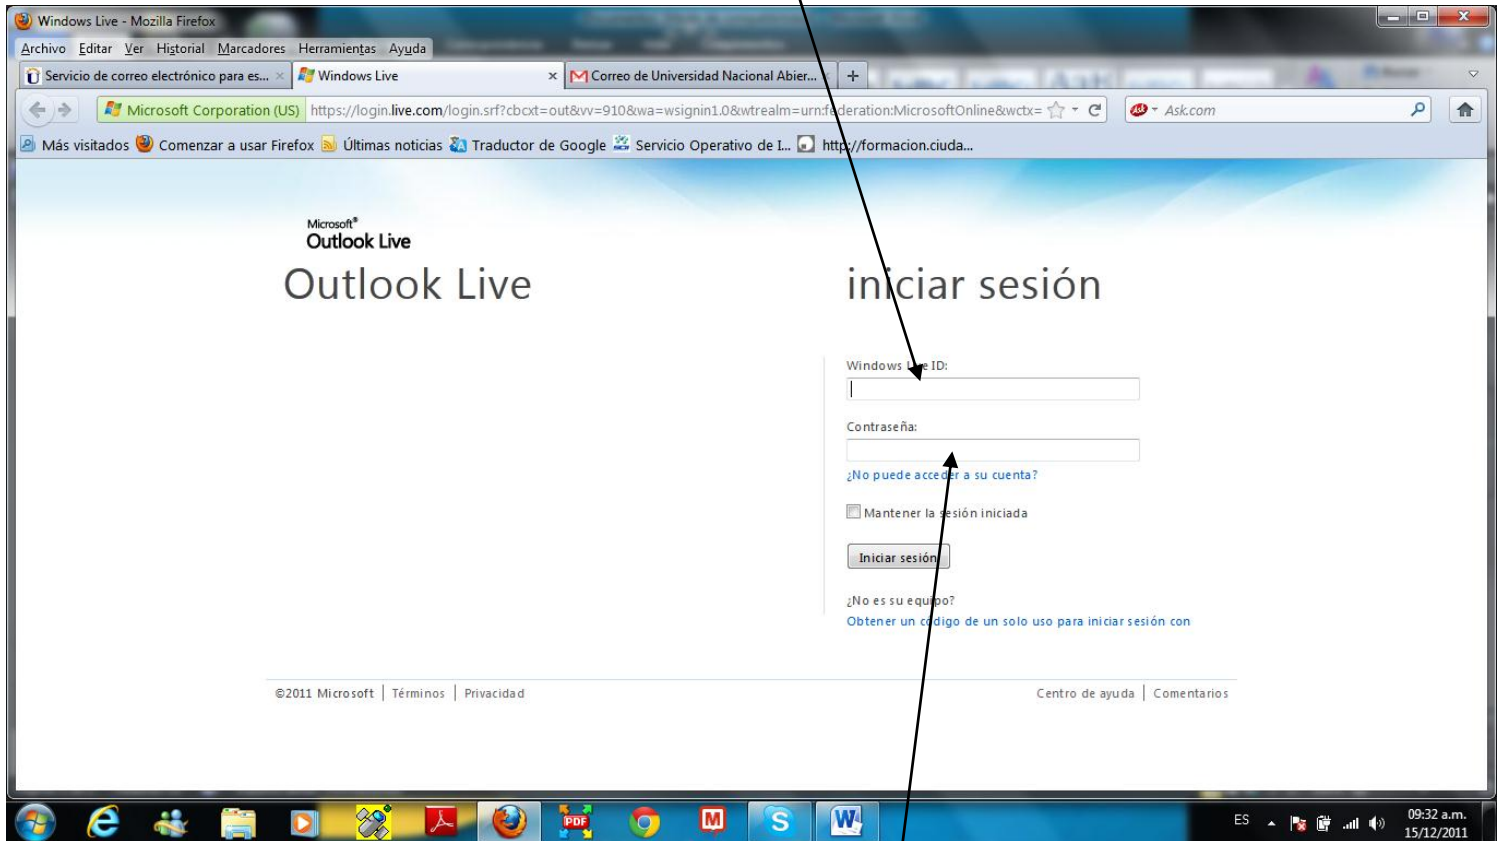 Windows Live - Mozilla Firefox
Archivo Editar Ver Historial Marcadores Herramientas Ayuda
Servicio de correo electrónico para es... Windows Live Correo de Universidad Nacional Abier...
Microsoft Corporation (US) https://login.live.com/login.srf?cbcxt=out&vv=910&wa=wsignin1.0&wtrealm=urn:federation:MicrosoftOnline&wctx= Ask.com
Más visitados Comenzar a usar Firefox Últimas noticias Traductor de Google Servicio Operativo de I... http://formacion.ciuda...
Microsoft®
Outlook Live
Outlook Live
iniciar sesión
Windows Live ID:
Contraseña:
¿No puede acceder a su cuenta?
Mantener la sesión iniciada
Iniciar sesión
¿No es su equipo?
Obtener un código de un solo uso para iniciar sesión con
©2011 Microsoft | Términos | Privacidad Centro de ayuda | Comentarios
PDF
ES 09:32 a.m.
15/12/2011